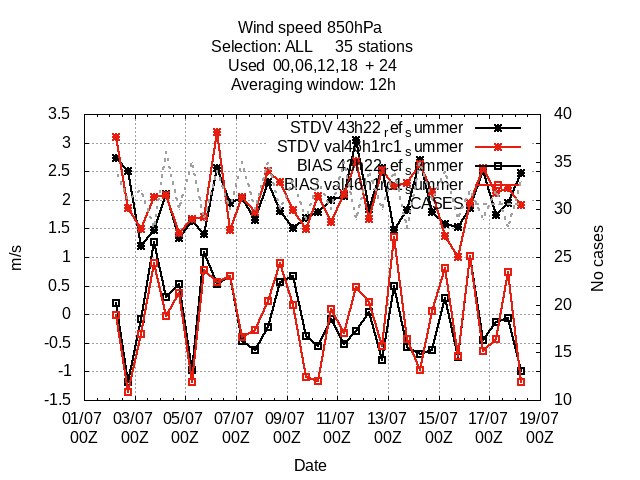 Wind speed 850hPa
Selection: ALL 35 stations
Used 00,06,12,18 + 24
Averaging window: 12h
STDV 43h22_ref_summer
STDV val46h1rc1_summer
BIAS 43h22_ref_summer
BIAS val46h1rc1_summer
CASES
3.5
3
2.5
2
1.5
1
0.5
0
-0.5
-1
-1.5
m/s
40
35
30
25
20
15
10
No cases
01/07 03/07 05/07 07/07 09/07 11/07 13/07 15/07 17/07 19/07
00Z 00Z 00Z 00Z 00Z 00Z 00Z 00Z 00Z 00Z
Date